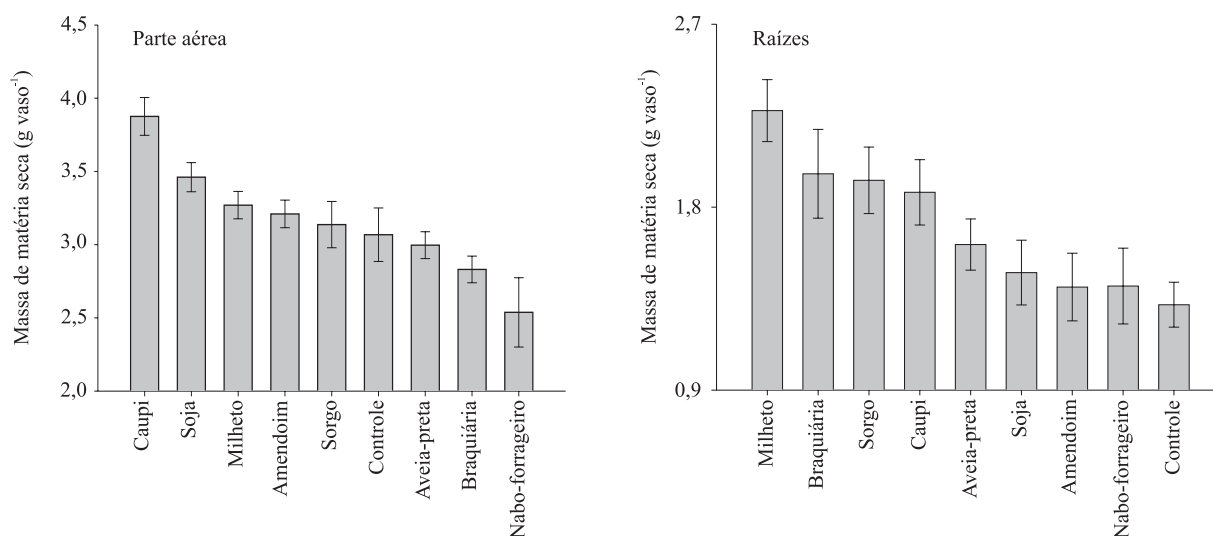 Parte aérea
Massa de matéria seca (g vaso⁻¹)
4,5
4,0
3,5
3,0
2,5
2,0
Caupi
Soja
Milheto
Amendoim
Sorgo
Controle
Aveia-preta
Braquiária
Nabo-forrageiro
Raízes
Massa de matéria seca (g vaso⁻¹)
2,7
1,8
0,9
Milheto
Braquiária
Sorgo
Caupi
Aveia-preta
Soja
Amendoim
Nabo-forrageiro
Controle